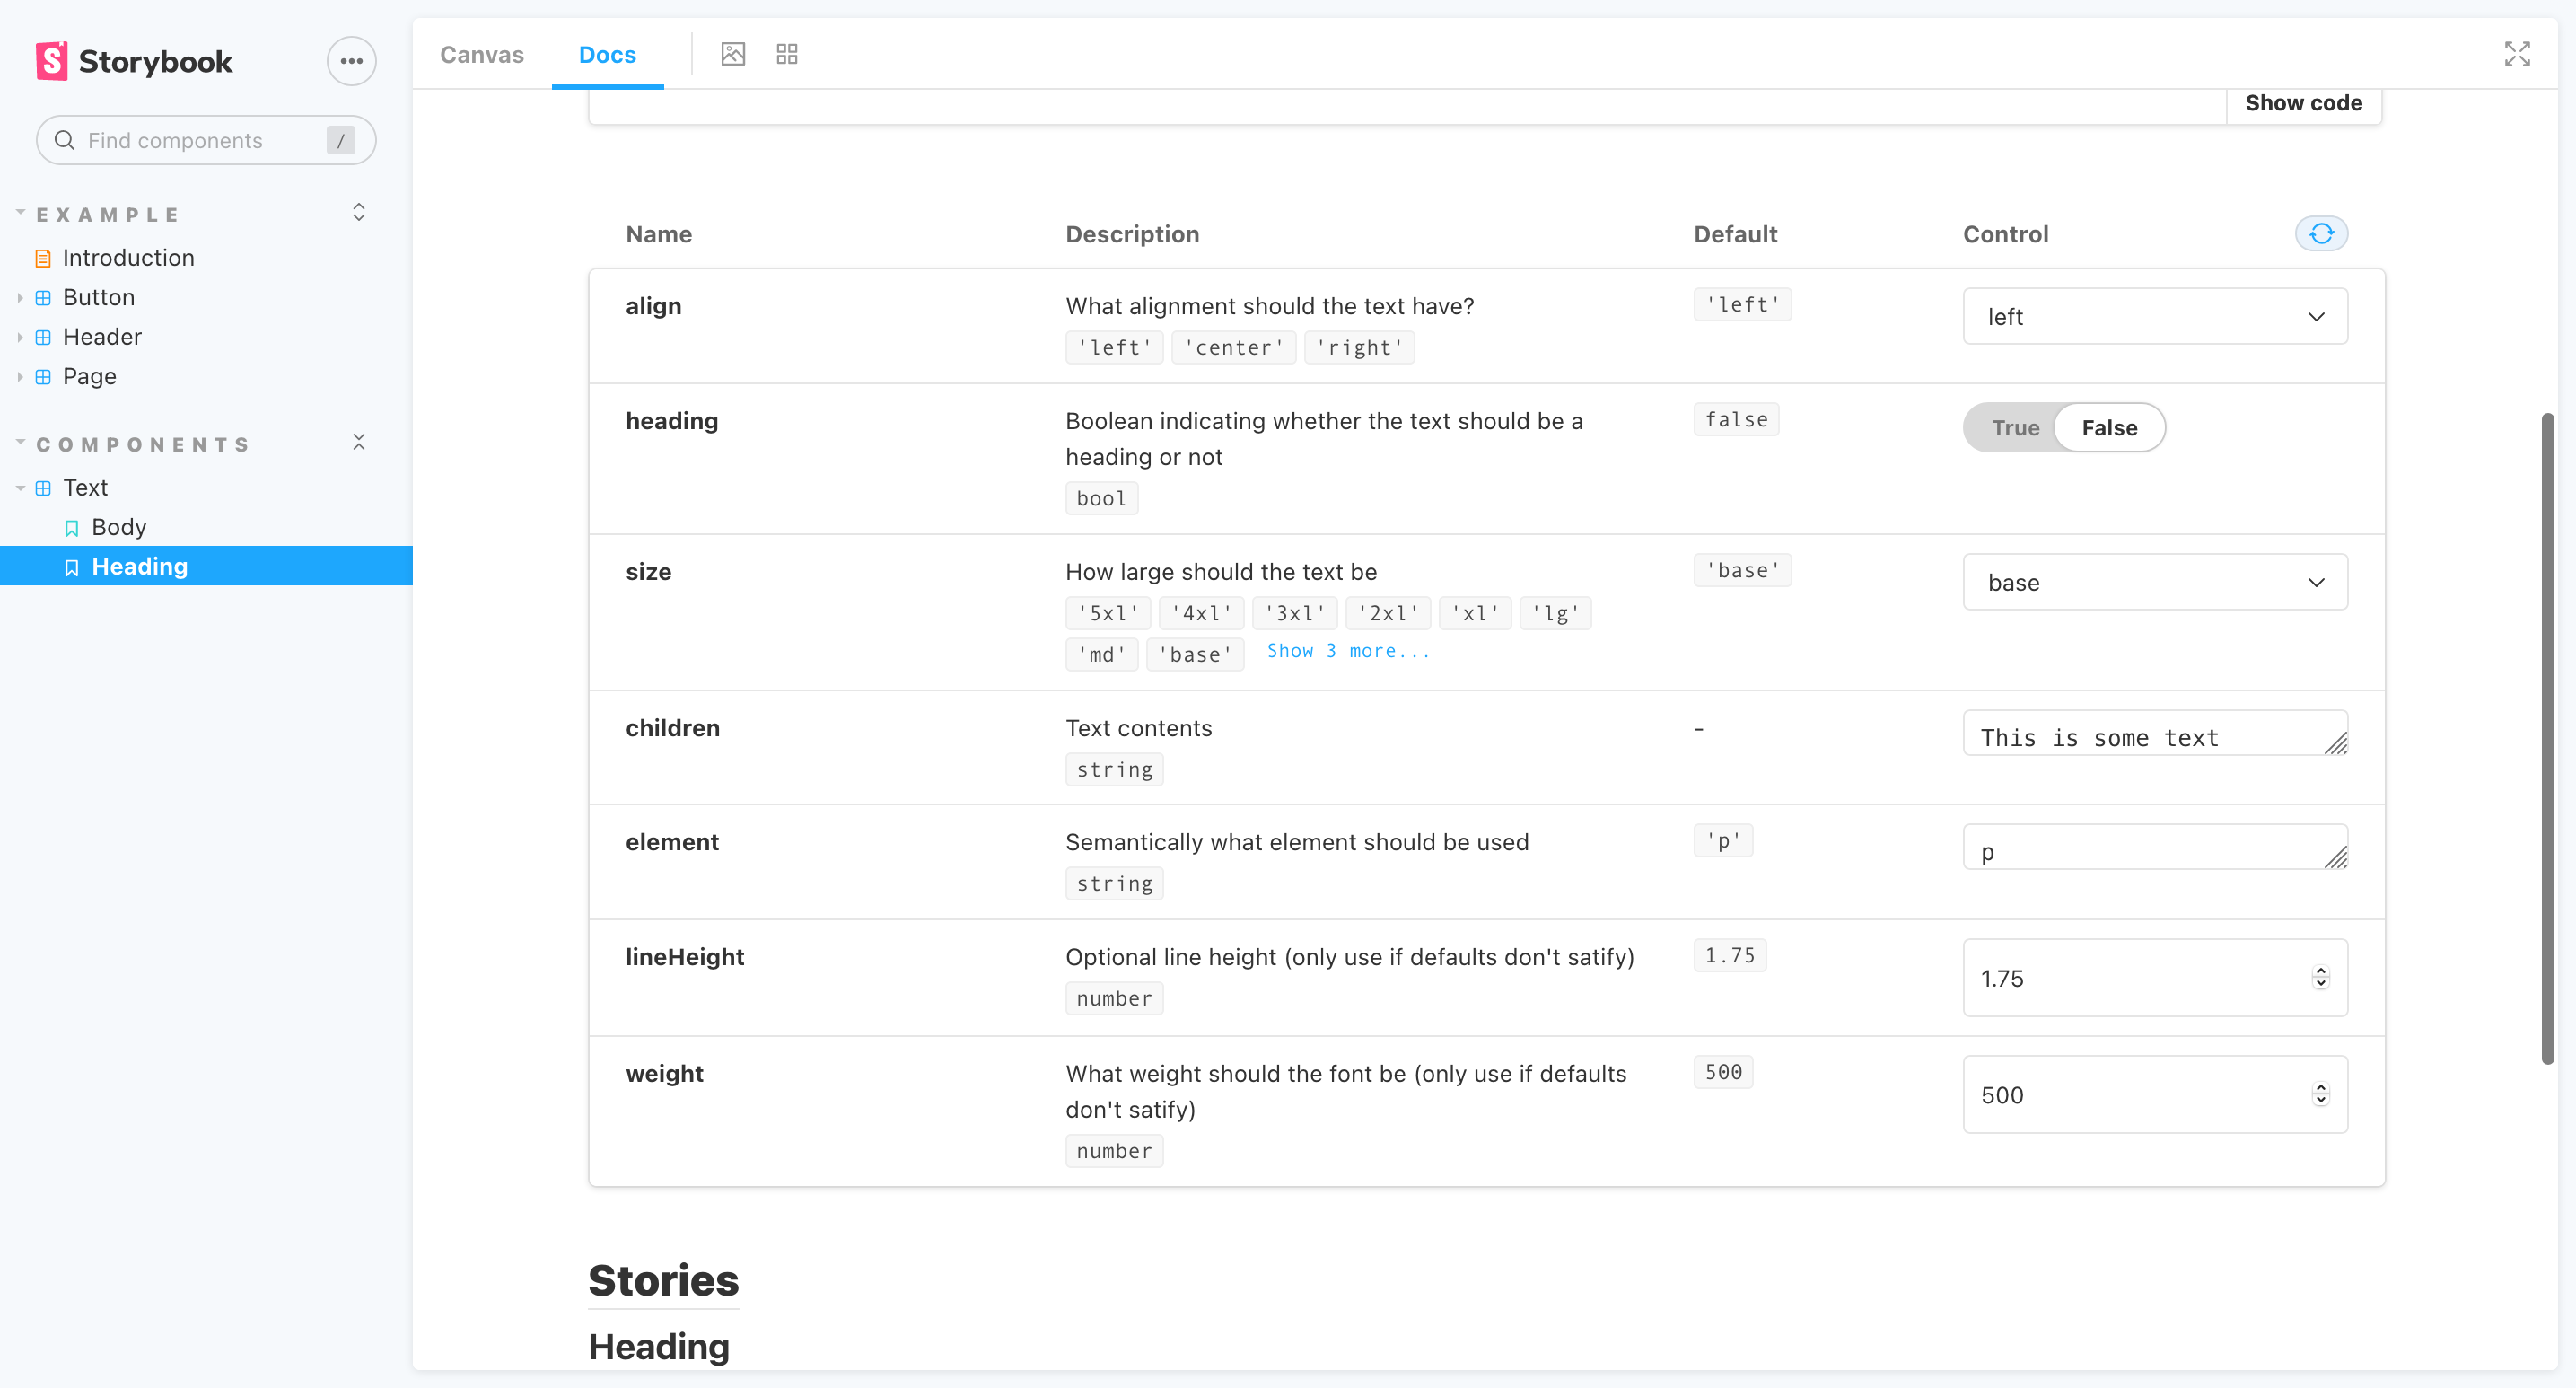 Storybook
Find components /
EXAMPLE
Introduction
Button
Header
Page
COMPONENTS
Text
Body
Heading
Canvas Docs
Show code
Name Description Default Control
align What alignment should the text have? 'left' left
'left' 'center' 'right'
heading Boolean indicating whether the text should be a false True False
heading or not
bool
size How large should the text be 'base' base
'5xl' '4xl' '3xl' '2xl' 'xl' 'lg'
'md' 'base' Show 3 more...
children Text contents - This is some text
string
element Semantically what element should be used 'p' p
string
lineHeight Optional line height (only use if defaults don't satify) 1.75 1.75
number
weight What weight should the font be (only use if defaults 500 500
don't satify)
number
Stories
Heading